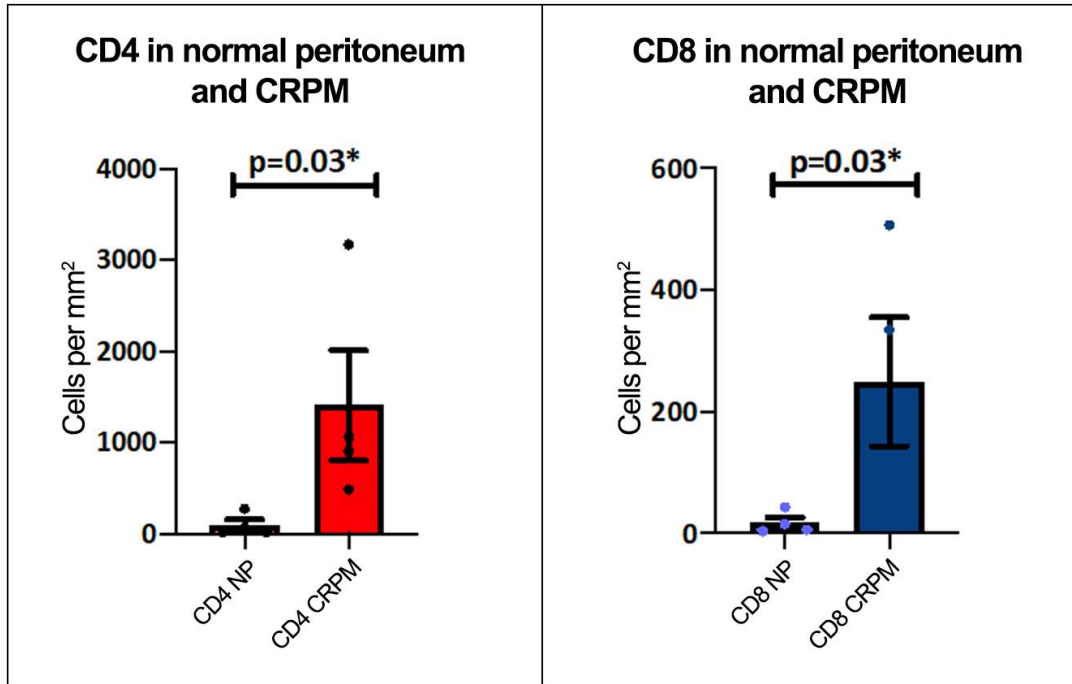 CD4 in normal peritoneum
and CRPM
p=0.03*
4000
3000
2000
1000
0
Cells per mm²
CD4 NP
CD4 CRPM
CD8 in normal peritoneum
and CRPM
p=0.03*
600
400
200
0
Cells per mm²
CD8 NP
CD8 CRPM